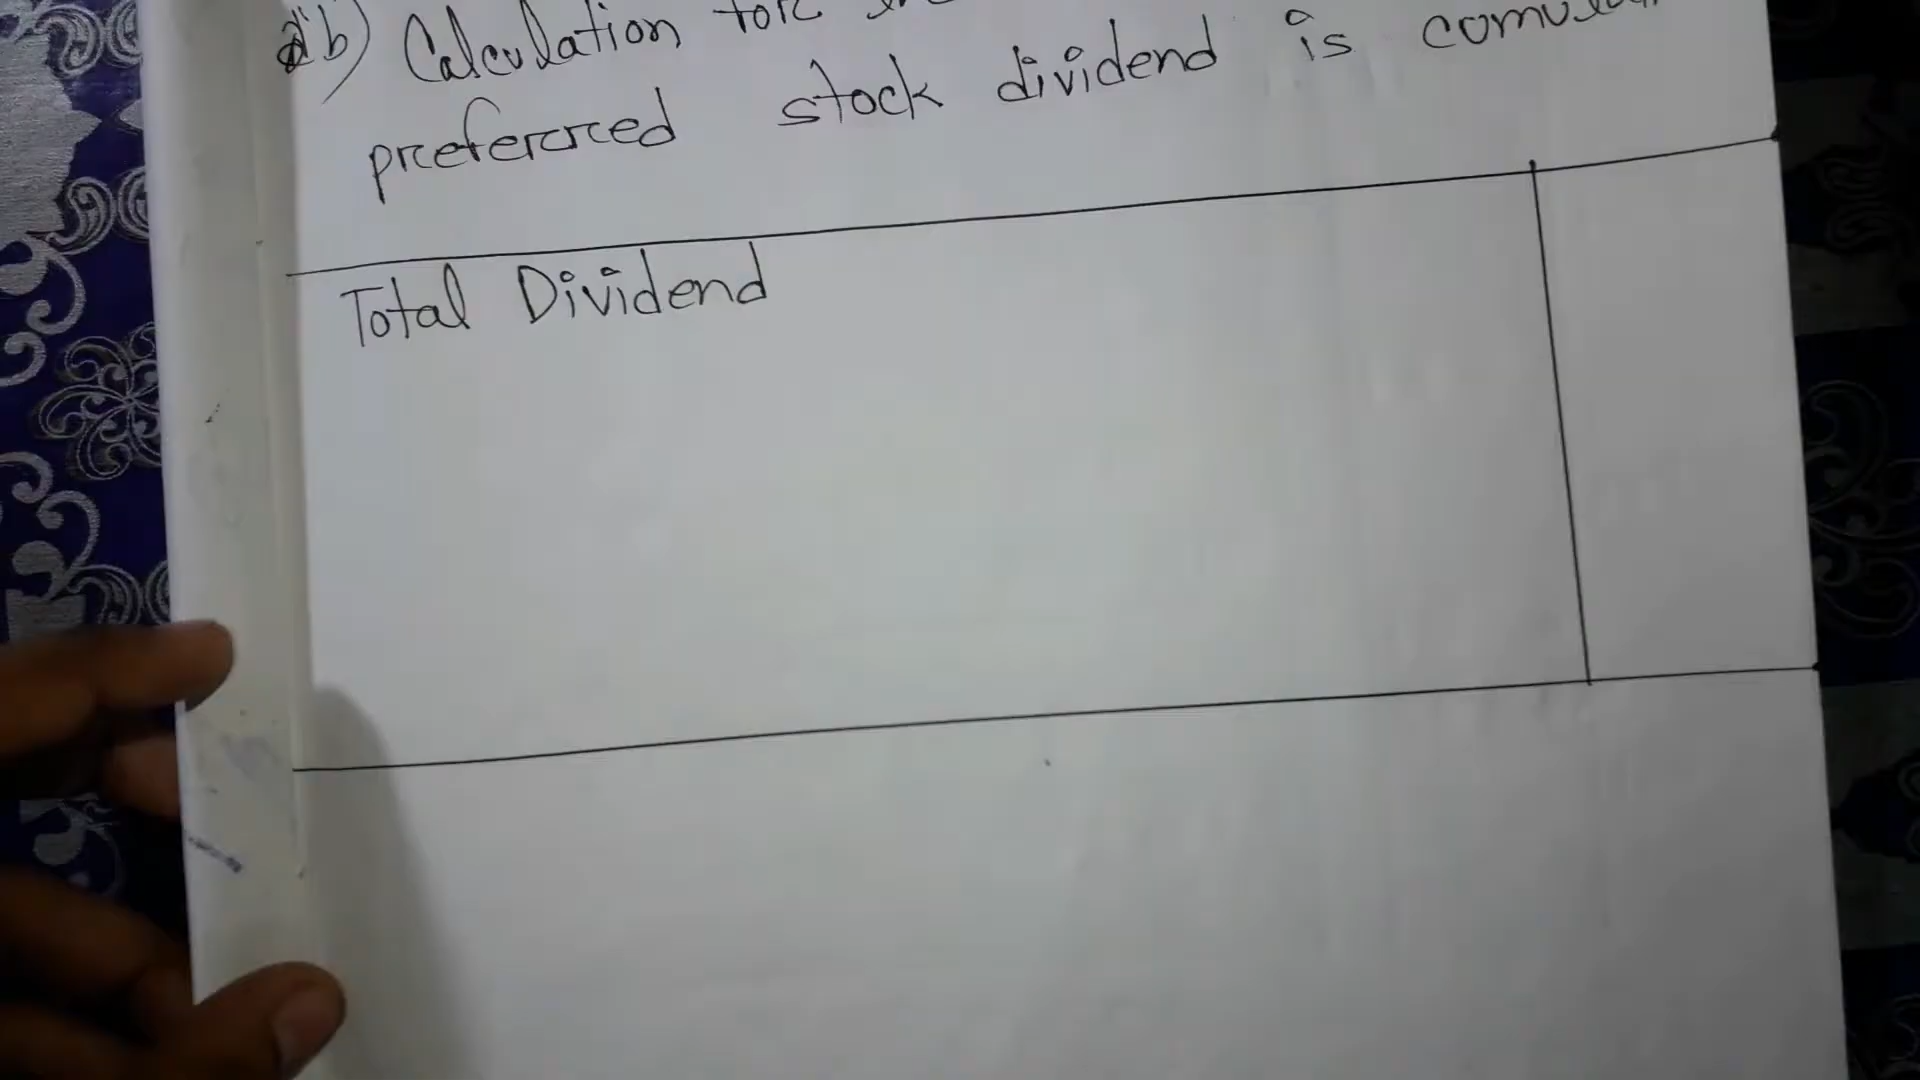 b) Calculation for
preferred stock dividend is
Total Dividend